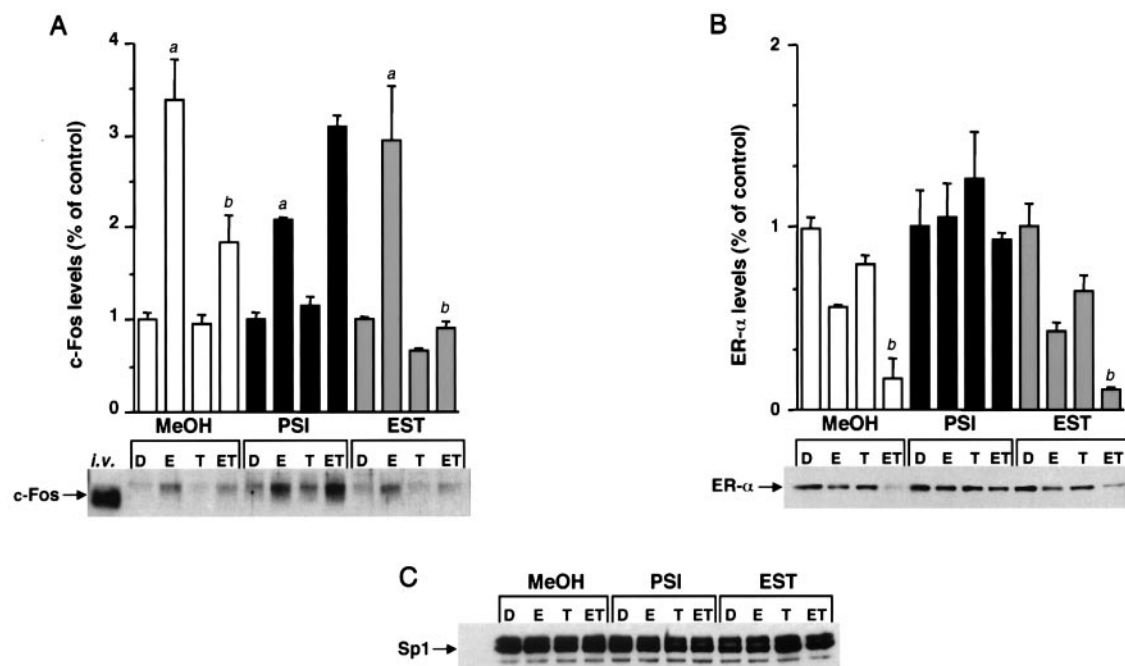 A
c-Fos levels (% of control)
4
3
2
1
0
a
b
a
a
b
MeOH PSI EST
i.v. D E T ET D E T ET D E T ET
c-Fos
B
ER-α levels (% of control)
2
1
0
b
b
MeOH PSI EST
D E T ET D E T ET D E T ET
ER-α
C
MeOH PSI EST
D E T ET D E T ET D E T ET
Sp1